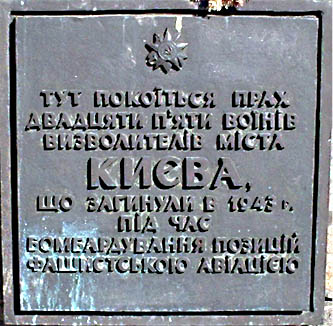 ТУТ ПОКОЇТЬСЯ ПРАХ
ДВАДЦЯТИ П'ЯТИ ВОЇНІВ
ВИЗВОЛИТЕЛІВ МІСТА
КИЄВА,
ЩО ЗАГИНУЛИ В 1943 р.
ПІД ЧАС
БОМБАРДУВАННЯ ПОЗИЦІЙ
ФАШИСТСЬКОЮ АВІАЦІЄЮ